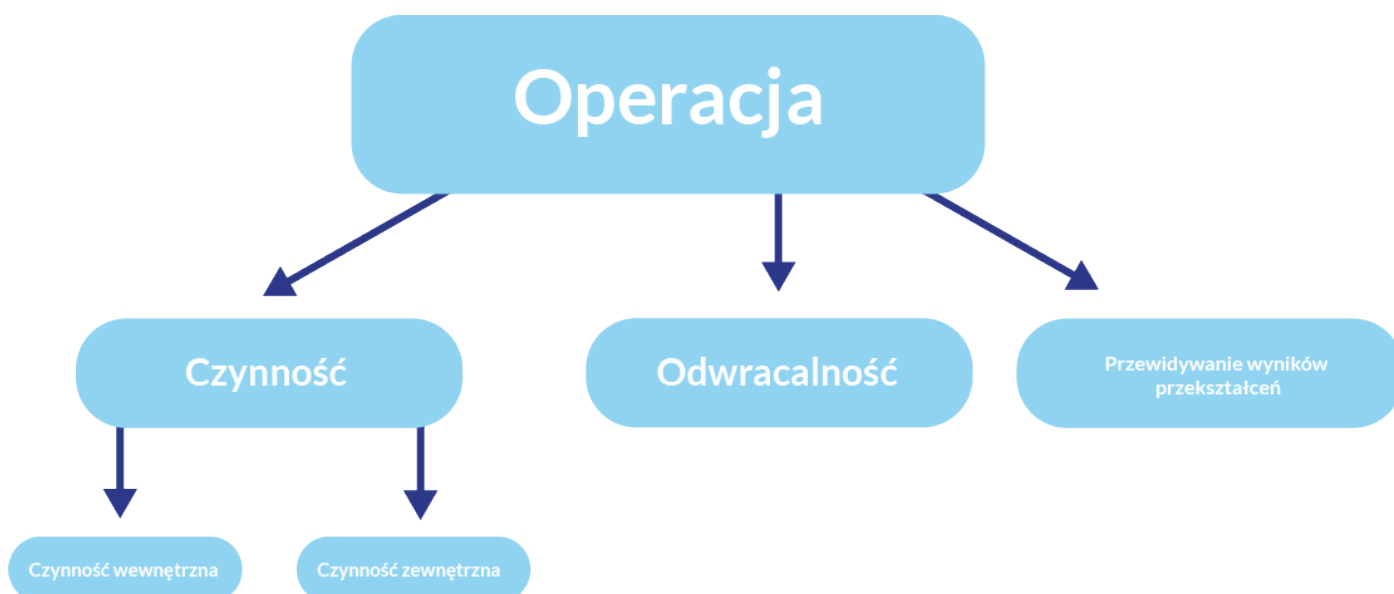 Operacja
Czynność
Odwracalność
Przewidywanie wyników
przekształceń
Czynność wewnętrzna
Czynność zewnętrzna